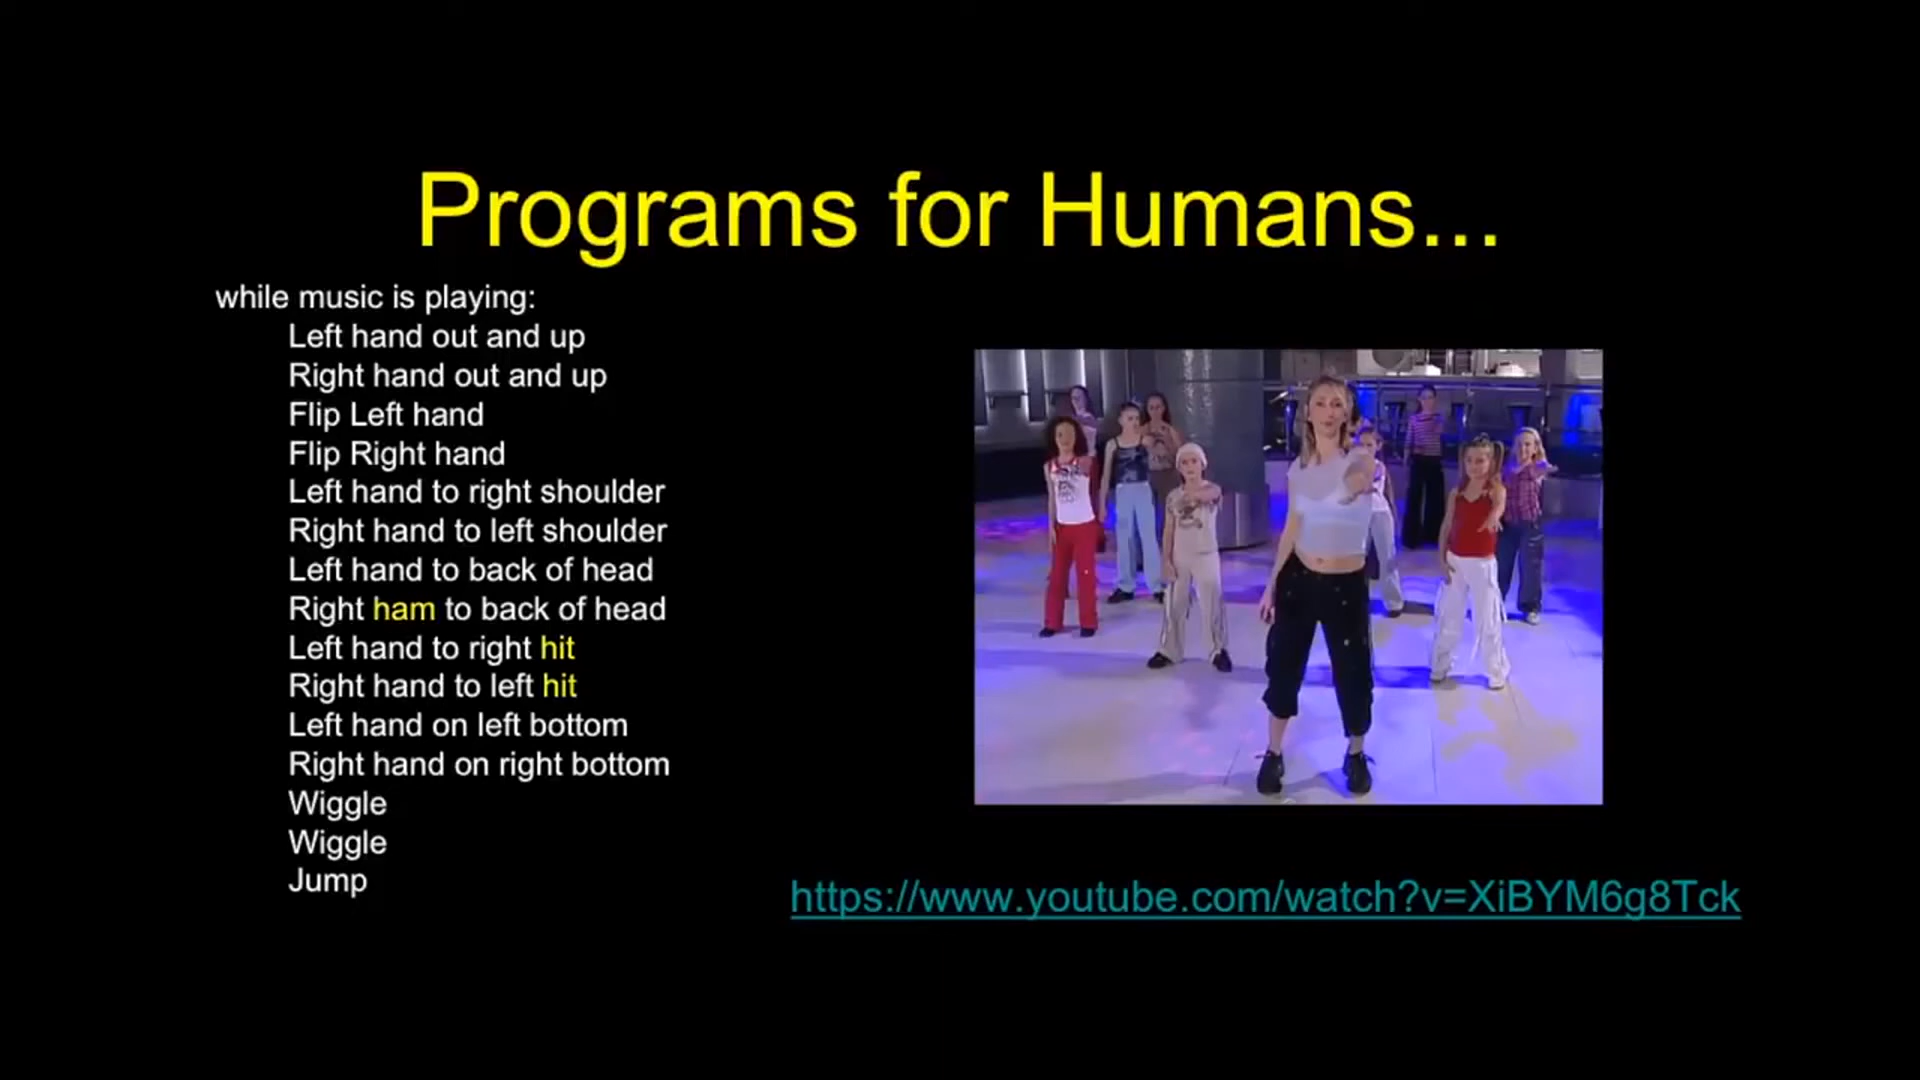 Programs for Humans...
while music is playing:
Left hand out and up
Right hand out and up
Flip Left hand
Flip Right hand
Left hand to right shoulder
Right hand to left shoulder
Left hand to back of head
Right ham to back of head
Left hand to right hit
Right hand to left hit
Left hand on left bottom
Right hand on right bottom
Wiggle
Wiggle
Jump
https://www.youtube.com/watch?v=XiBYM6g8Tck